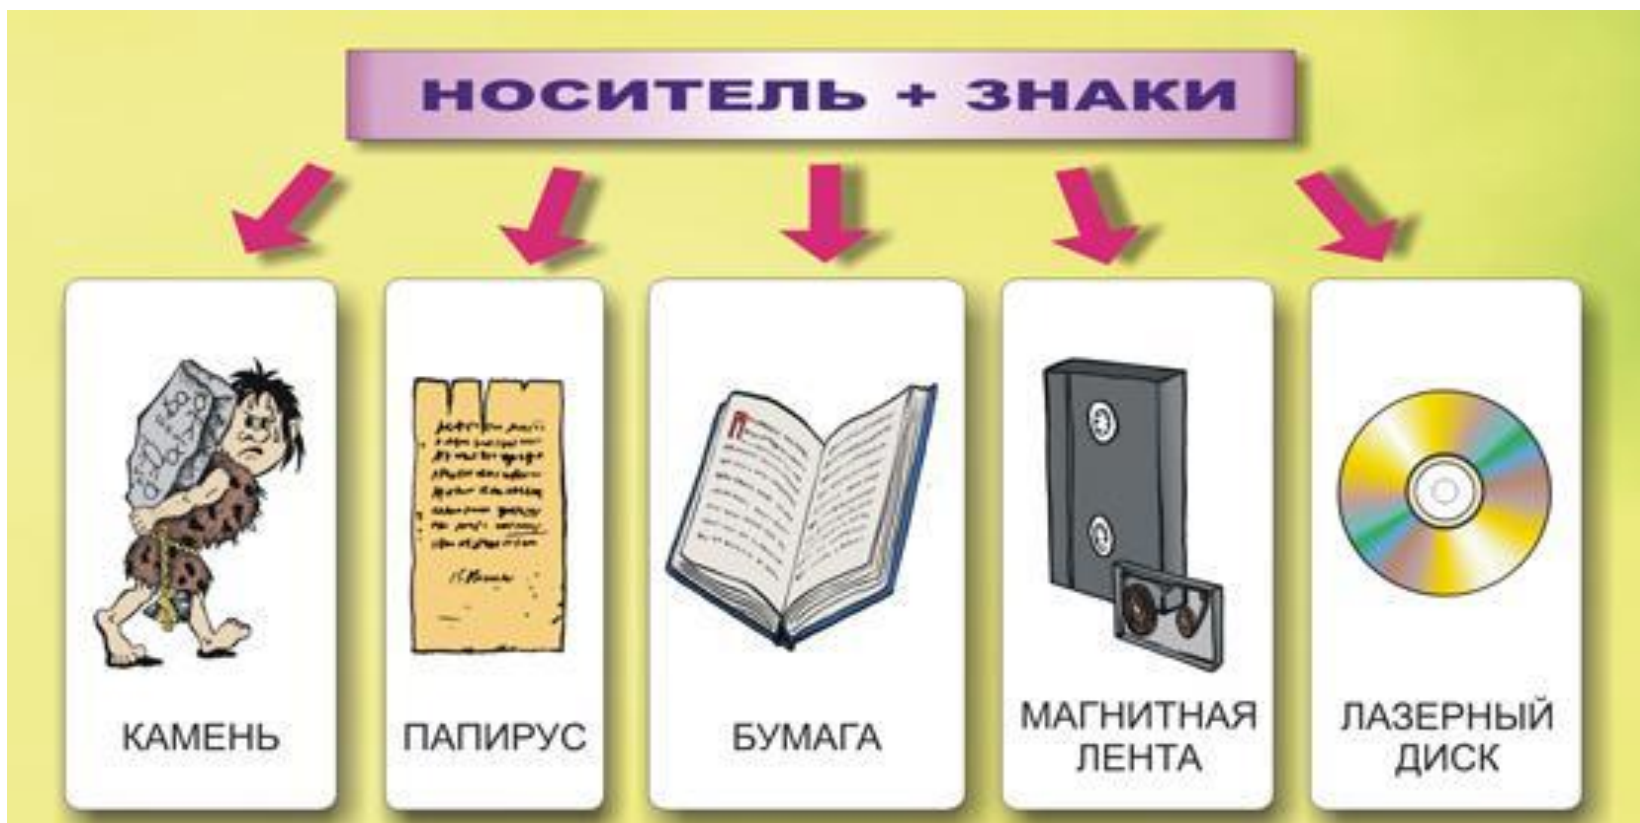 НОСИТЕЛЬ + ЗНАКИ
КАМЕНЬ
ПАПИРУС
БУМАГА
МАГНИТНАЯ
ЛЕНТА
ЛАЗЕРНЫЙ
ДИСК